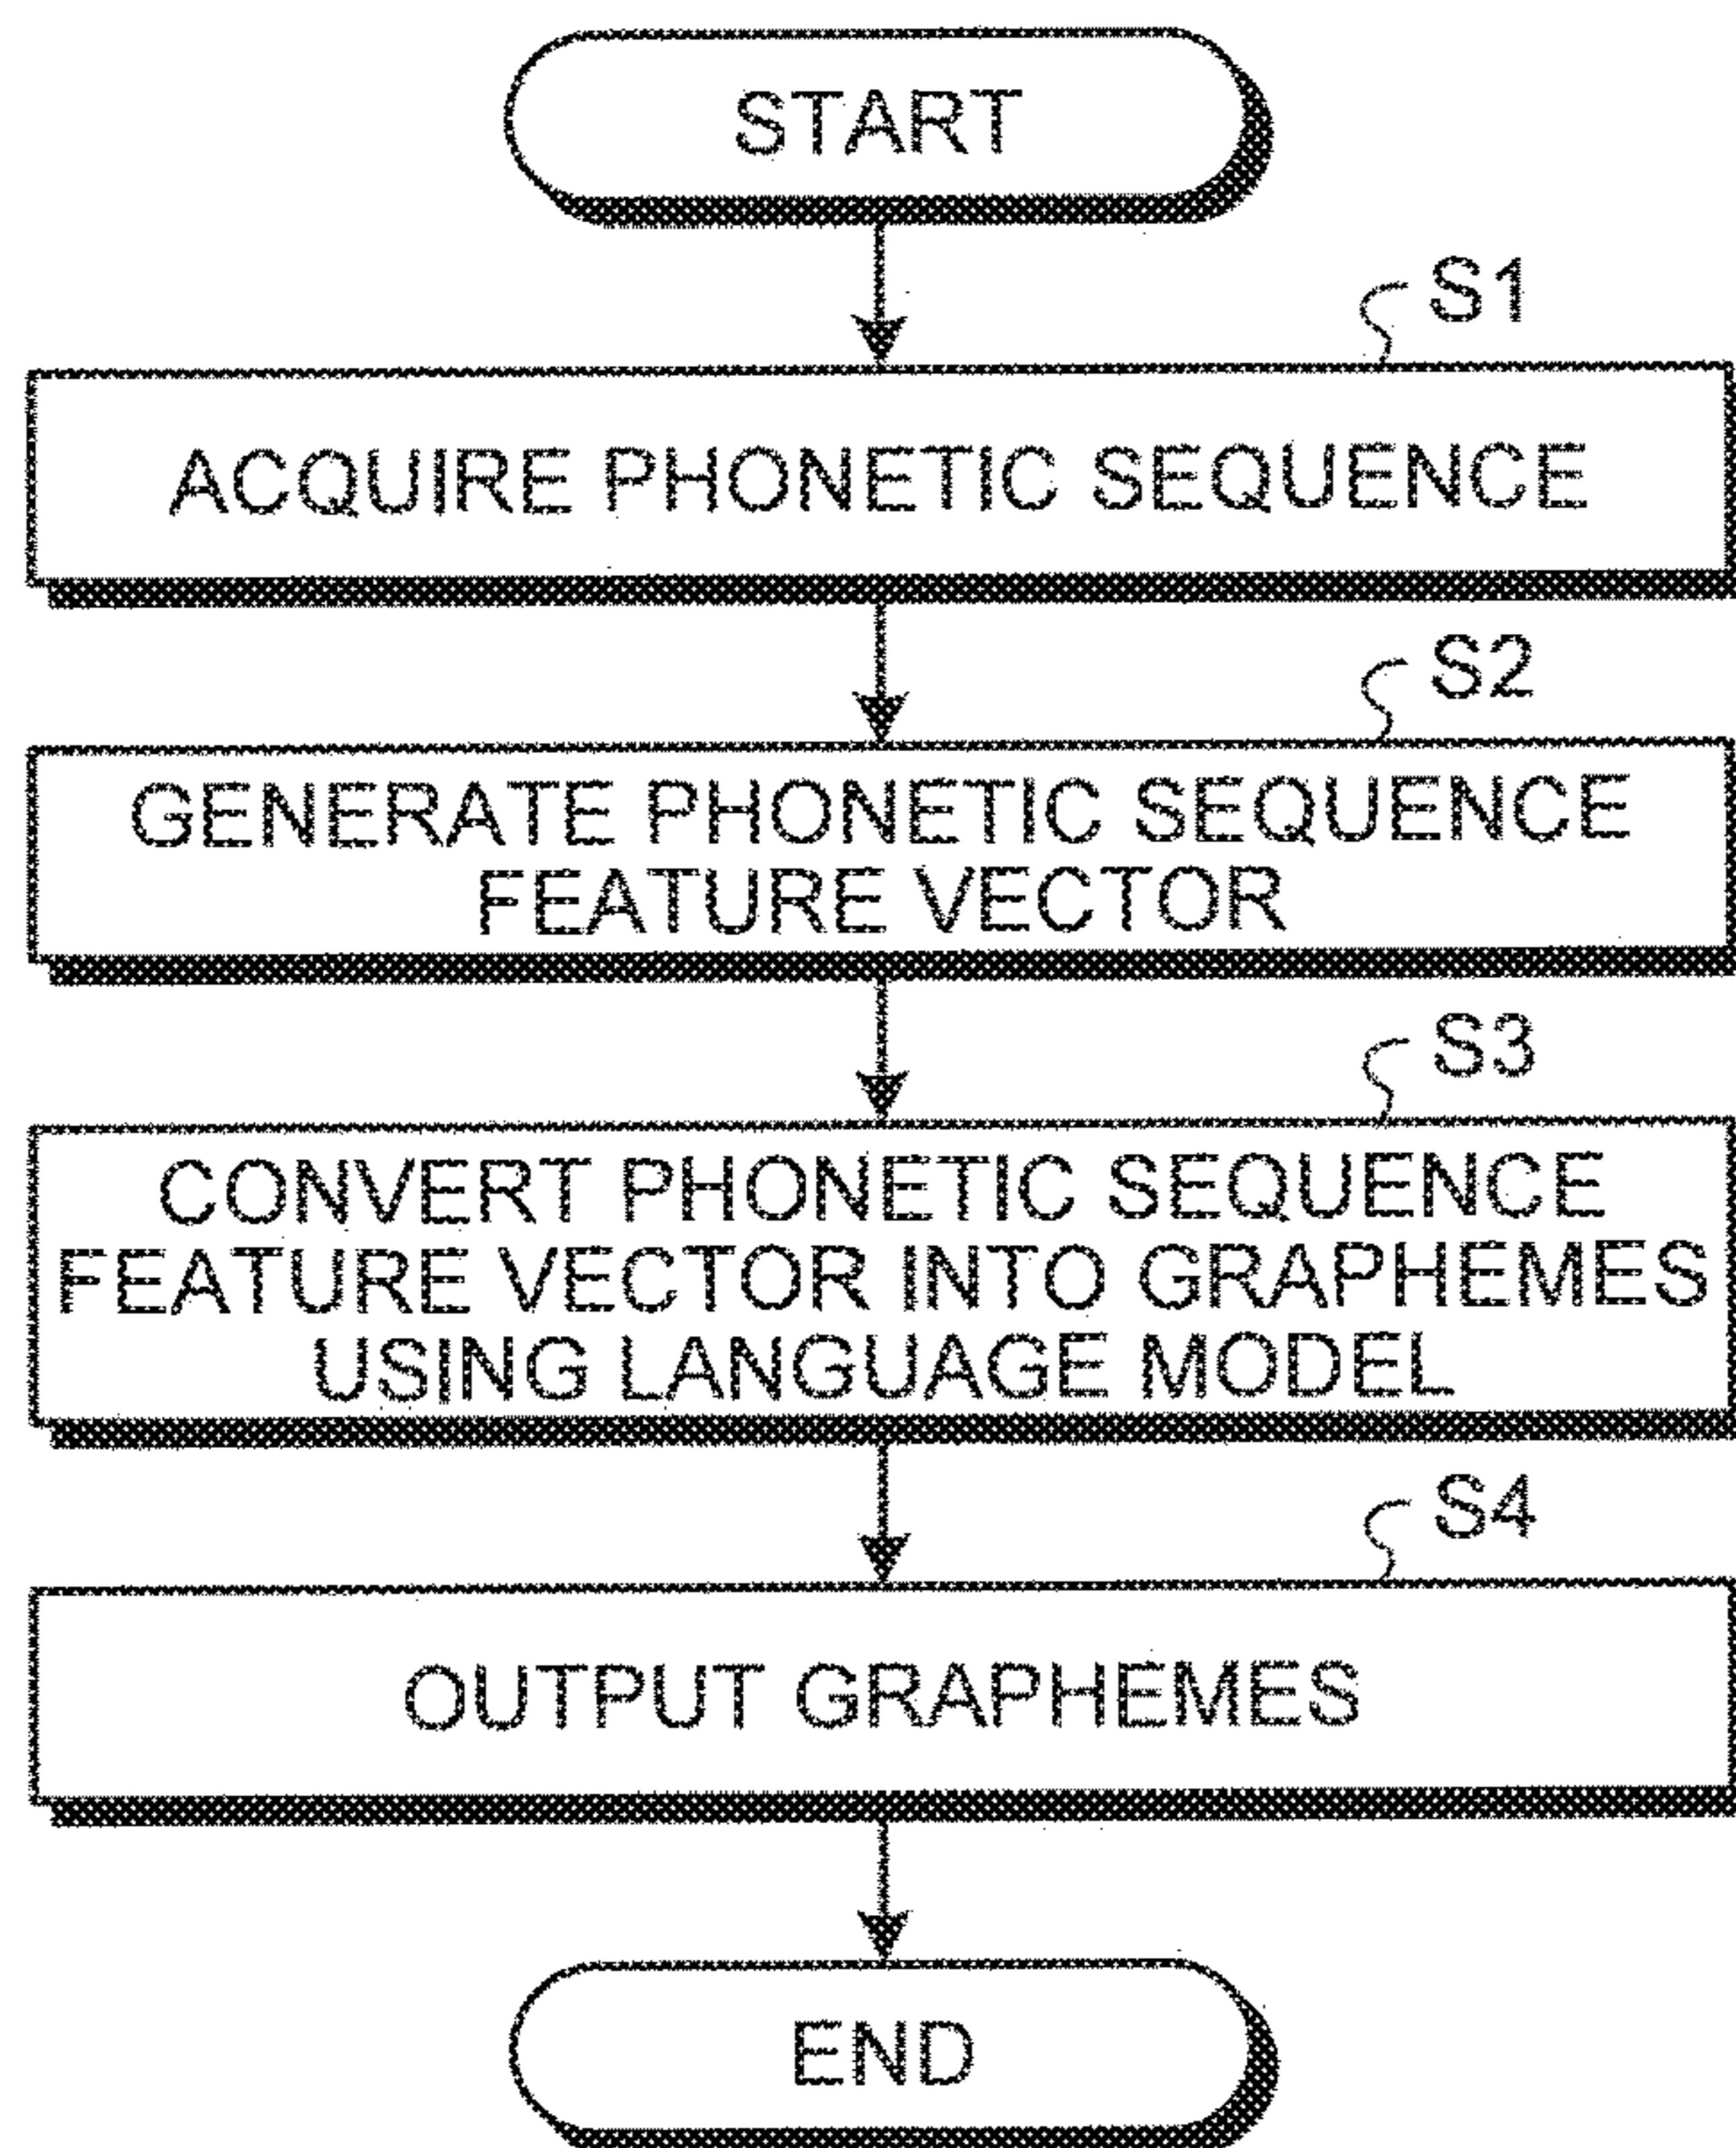 START
S1
ACQUIRE PHONETIC SEQUENCE
S2
GENERATE PHONETIC SEQUENCE
FEATURE VECTOR
S3
CONVERT PHONETIC SEQUENCE
FEATURE VECTOR INTO GRAPHEMES
USING LANGUAGE MODEL
S4
OUTPUT GRAPHEMES
END